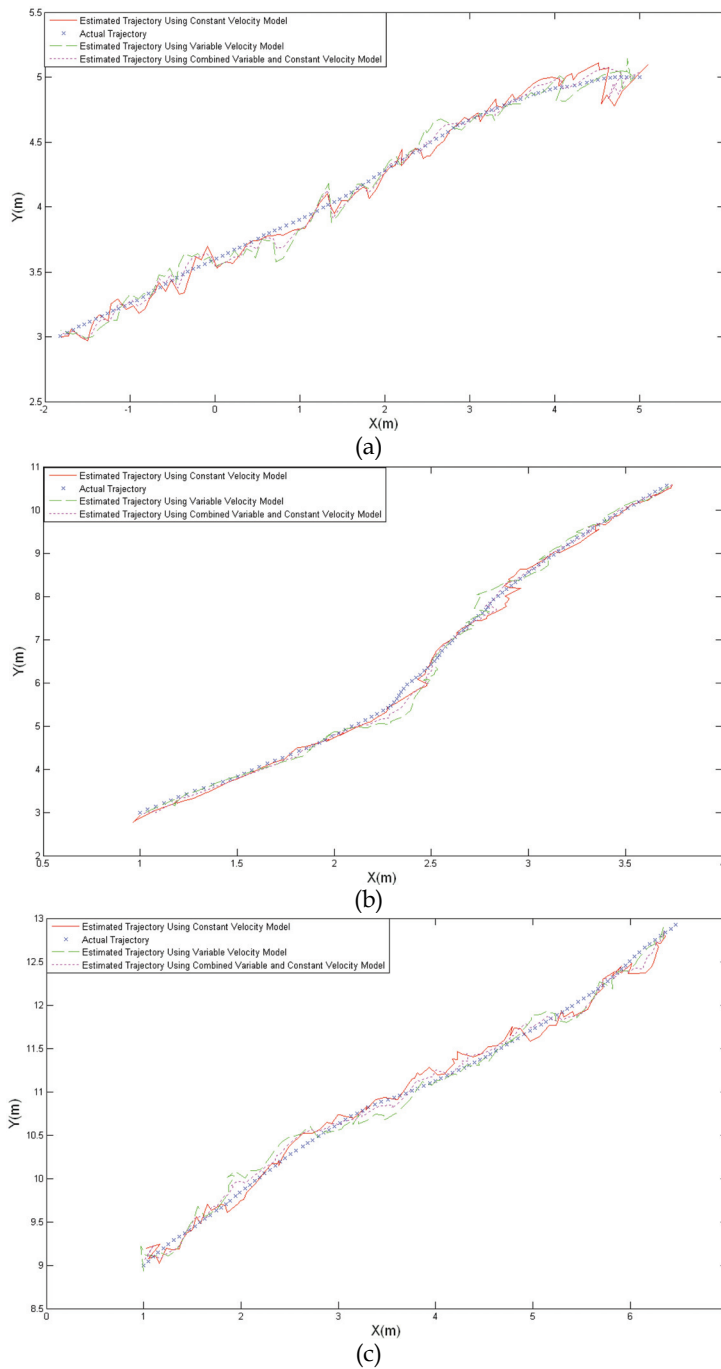 Estimated Trajectory Using Constant Velocity Model
Actual Trajectory
Estimated Trajectory Using Variable Velocity Model
Estimated Trajectory Using Combined Variable and Constant Velocity Model
5.5
5
4.5
4
3.5
3
2.5
Y(m)
-2 -1 0 1 2 3 4 5
X(m)
(a)
Estimated Trajectory Using Constant Velocity Model
Actual Trajectory
Estimated Trajectory Using Variable Velocity Model
Estimated Trajectory Using Combined Variable and Constant Velocity Model
11
10
9
8
7
6
5
4
3
2
Y(m)
0.5 1 1.5 2 2.5 3 3.5
X(m)
(b)
Estimated Trajectory Using Constant Velocity Model
Actual Trajectory
Estimated Trajectory Using Variable Velocity Model
Estimated Trajectory Using Combined Variable and Constant Velocity Model
13
12.5
12
11.5
11
10.5
10
9.5
9
8.5
Y(m)
0 1 2 3 4 5 6
X(m)
(c)